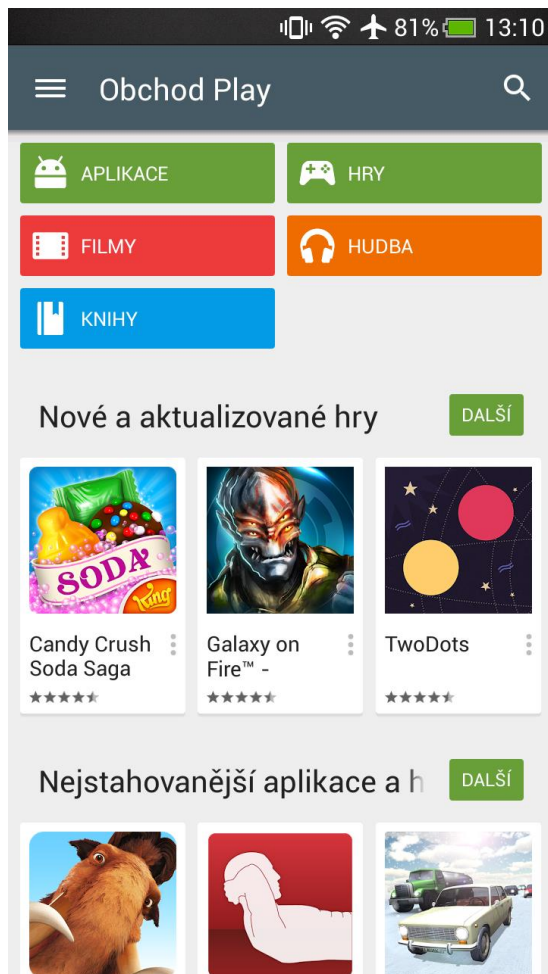 81% 13:10
Obchod Play
APLIKACE
HRY
FILMY
HUDBA
KNIHY
Nové a aktualizované hry
DALŠÍ
SODA
King
Candy Crush
Soda Saga
Galaxy on
Fire™ -
TwoDots
Nejstahovanější aplikace a h
DALŠÍ